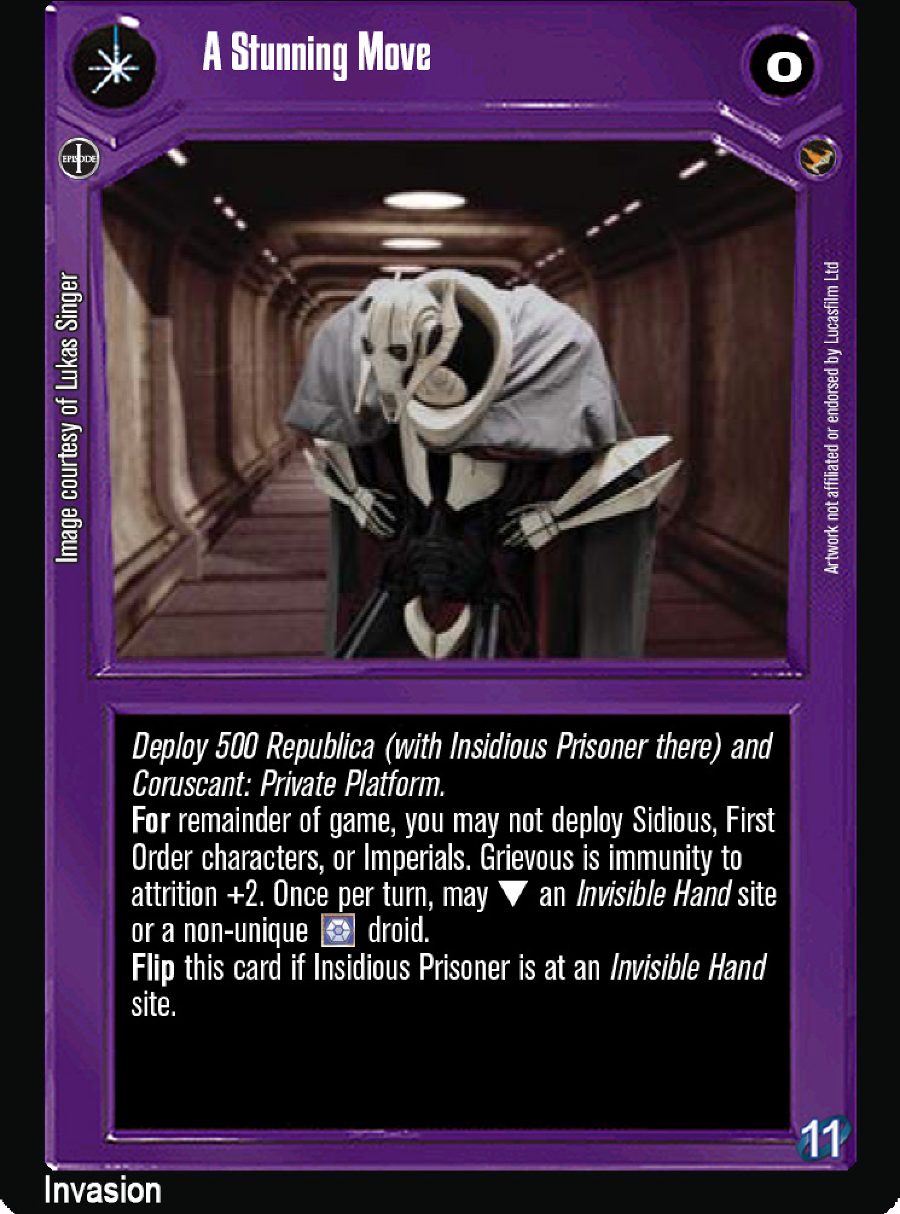 A Stunning Move
0
EPISODE I
Image courtesy of Lukas Singer
Artwork not affiliated or endorsed by Lucasfilm Ltd
Deploy 500 Republica (with Insidious Prisoner there) and
Coruscant: Private Platform.
For remainder of game, you may not deploy Sidious, First
Order characters, or Imperials. Grievous is immunity to
attrition +2. Once per turn, may ▼ an Invisible Hand site
or a non-unique droid.
Flip this card if Insidious Prisoner is at an Invisible Hand
site.
11
Invasion